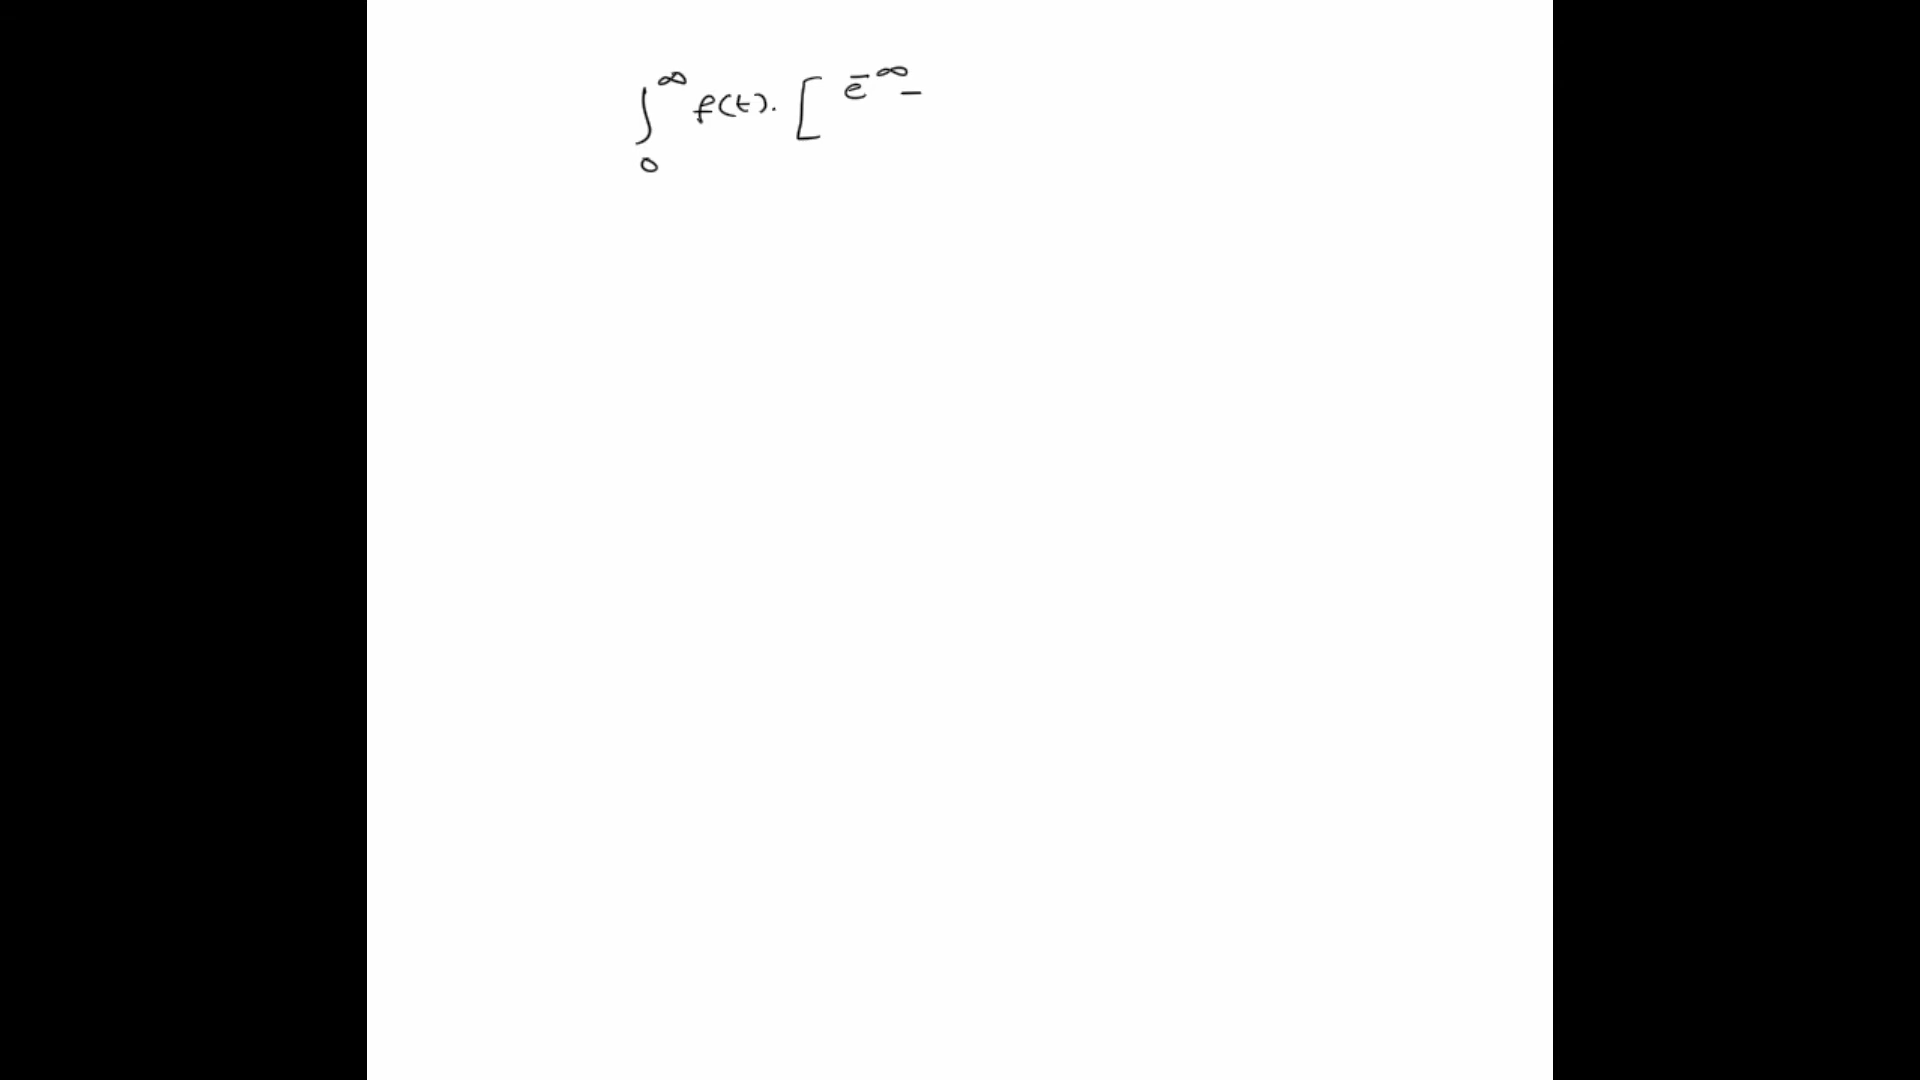 ∫₀^∞ f(t). [ e^{-∞} -